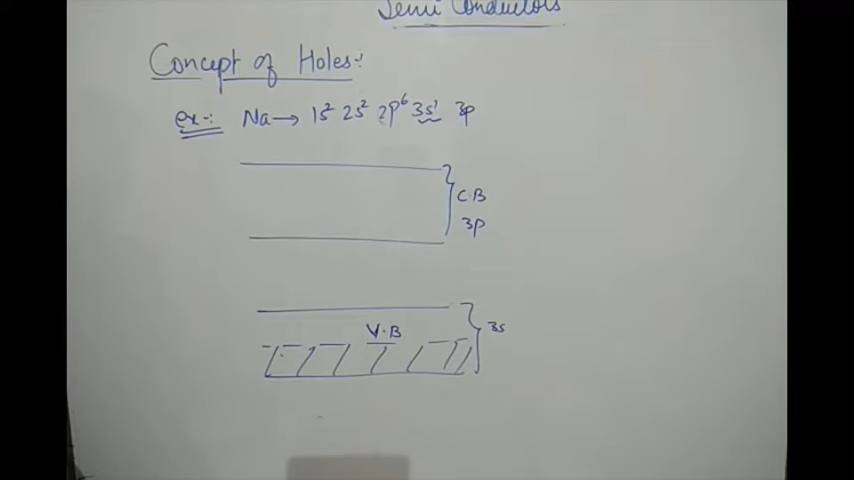 Semi Conductors
Concept of Holes:
ex:- Na → 1s² 2s² 2p⁶ 3s¹ 3p
C.B
3p
V.B
3s